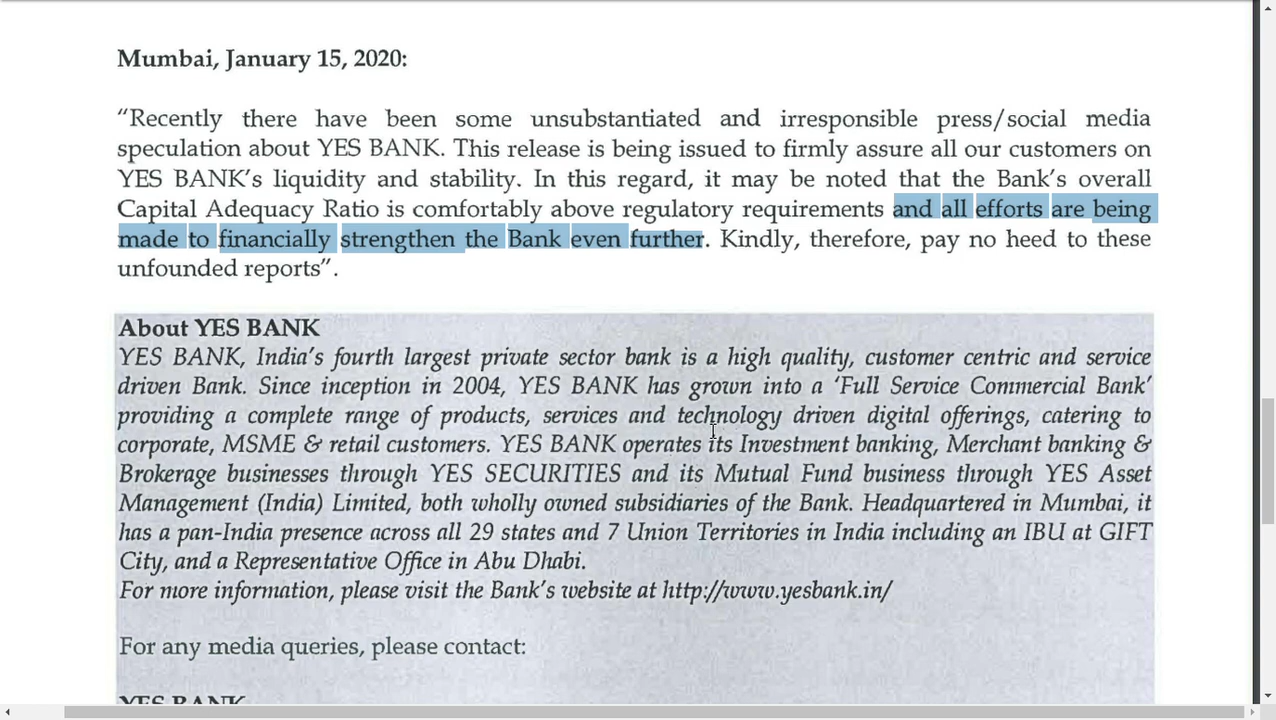 Mumbai, January 15, 2020:
“Recently there have been some unsubstantiated and irresponsible press/social media
speculation about YES BANK. This release is being issued to firmly assure all our customers on
YES BANK’s liquidity and stability. In this regard, it may be noted that the Bank’s overall
Capital Adequacy Ratio is comfortably above regulatory requirements and all efforts are being
made to financially strengthen the Bank even further. Kindly, therefore, pay no heed to these
unfounded reports”.
About YES BANK
YES BANK, India’s fourth largest private sector bank is a high quality, customer centric and service
driven Bank. Since inception in 2004, YES BANK has grown into a ‘Full Service Commercial Bank’
providing a complete range of products, services and technology driven digital offerings, catering to
corporate, MSME & retail customers. YES BANK operates its Investment banking, Merchant banking &
Brokerage businesses through YES SECURITIES and its Mutual Fund business through YES Asset
Management (India) Limited, both wholly owned subsidiaries of the Bank. Headquartered in Mumbai, it
has a pan-India presence across all 29 states and 7 Union Territories in India including an IBU at GIFT
City, and a Representative Office in Abu Dhabi.
For more information, please visit the Bank’s website at http://www.yesbank.in/
For any media queries, please contact:
YES BANK